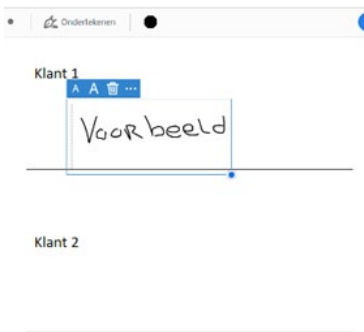 Ondertekenen
Klant 1
A A ...
Voorbeeld
Klant 2